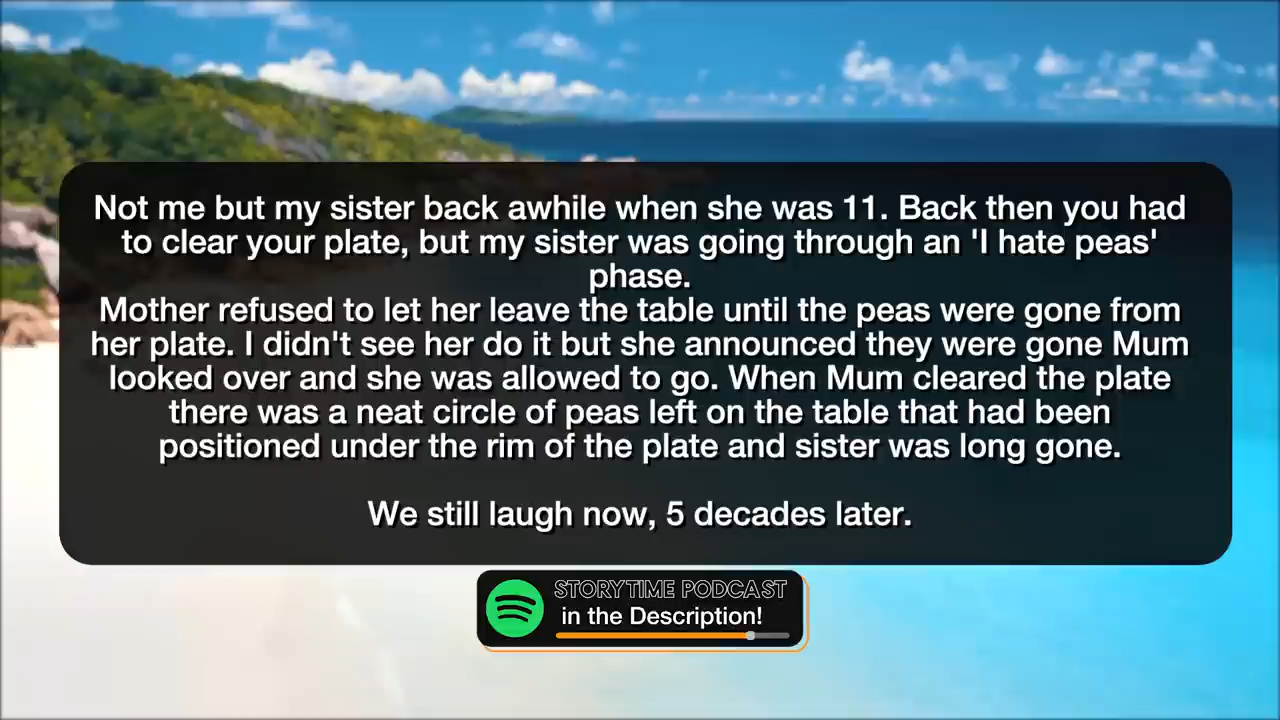 Not me but my sister back awhile when she was 11. Back then you had
to clear your plate, but my sister was going through an 'I hate peas'
phase.
Mother refused to let her leave the table until the peas were gone from
her plate. I didn't see her do it but she announced they were gone Mum
looked over and she was allowed to go. When Mum cleared the plate
there was a neat circle of peas left on the table that had been
positioned under the rim of the plate and sister was long gone.
We still laugh now, 5 decades later.
STORYTIME PODCAST
in the Description!